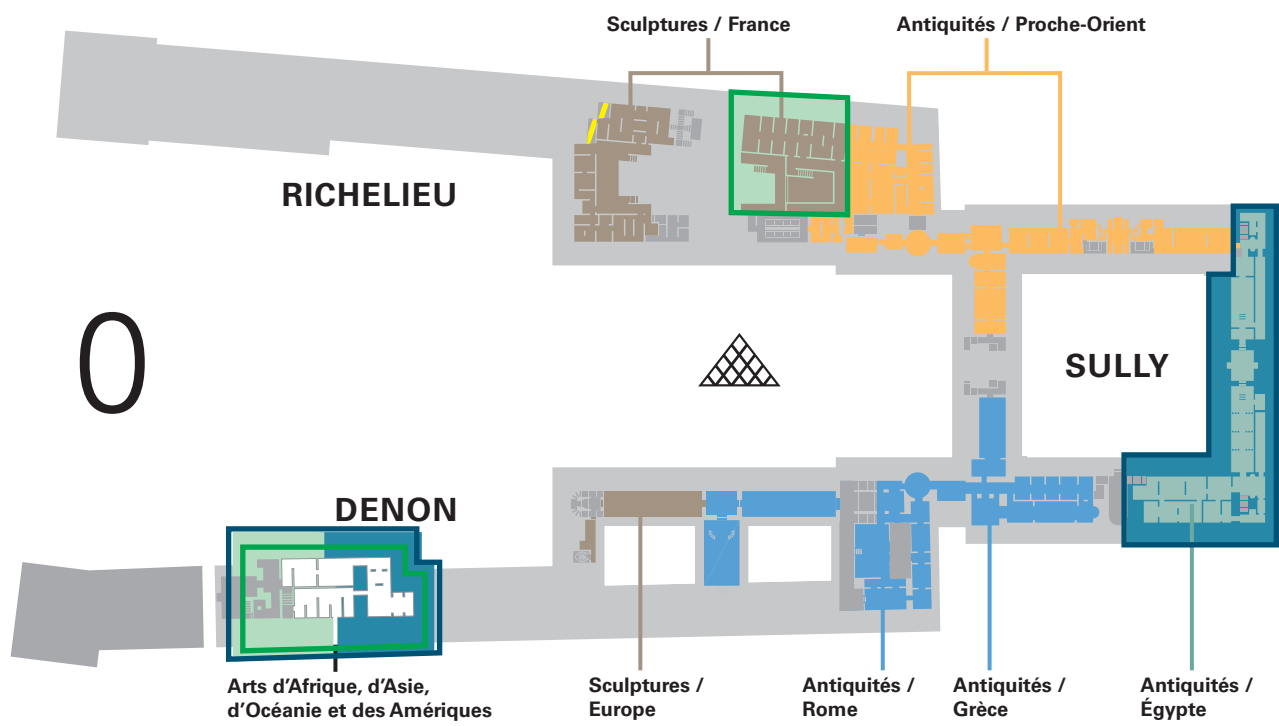 Sculptures / France
Antiquités / Proche-Orient
RICHELIEU
0
SULLY
DENON
Arts d’Afrique, d’Asie,
d’Océanie et des Amériques
Sculptures /
Europe
Antiquités /
Rome
Antiquités /
Grèce
Antiquités /
Égypte